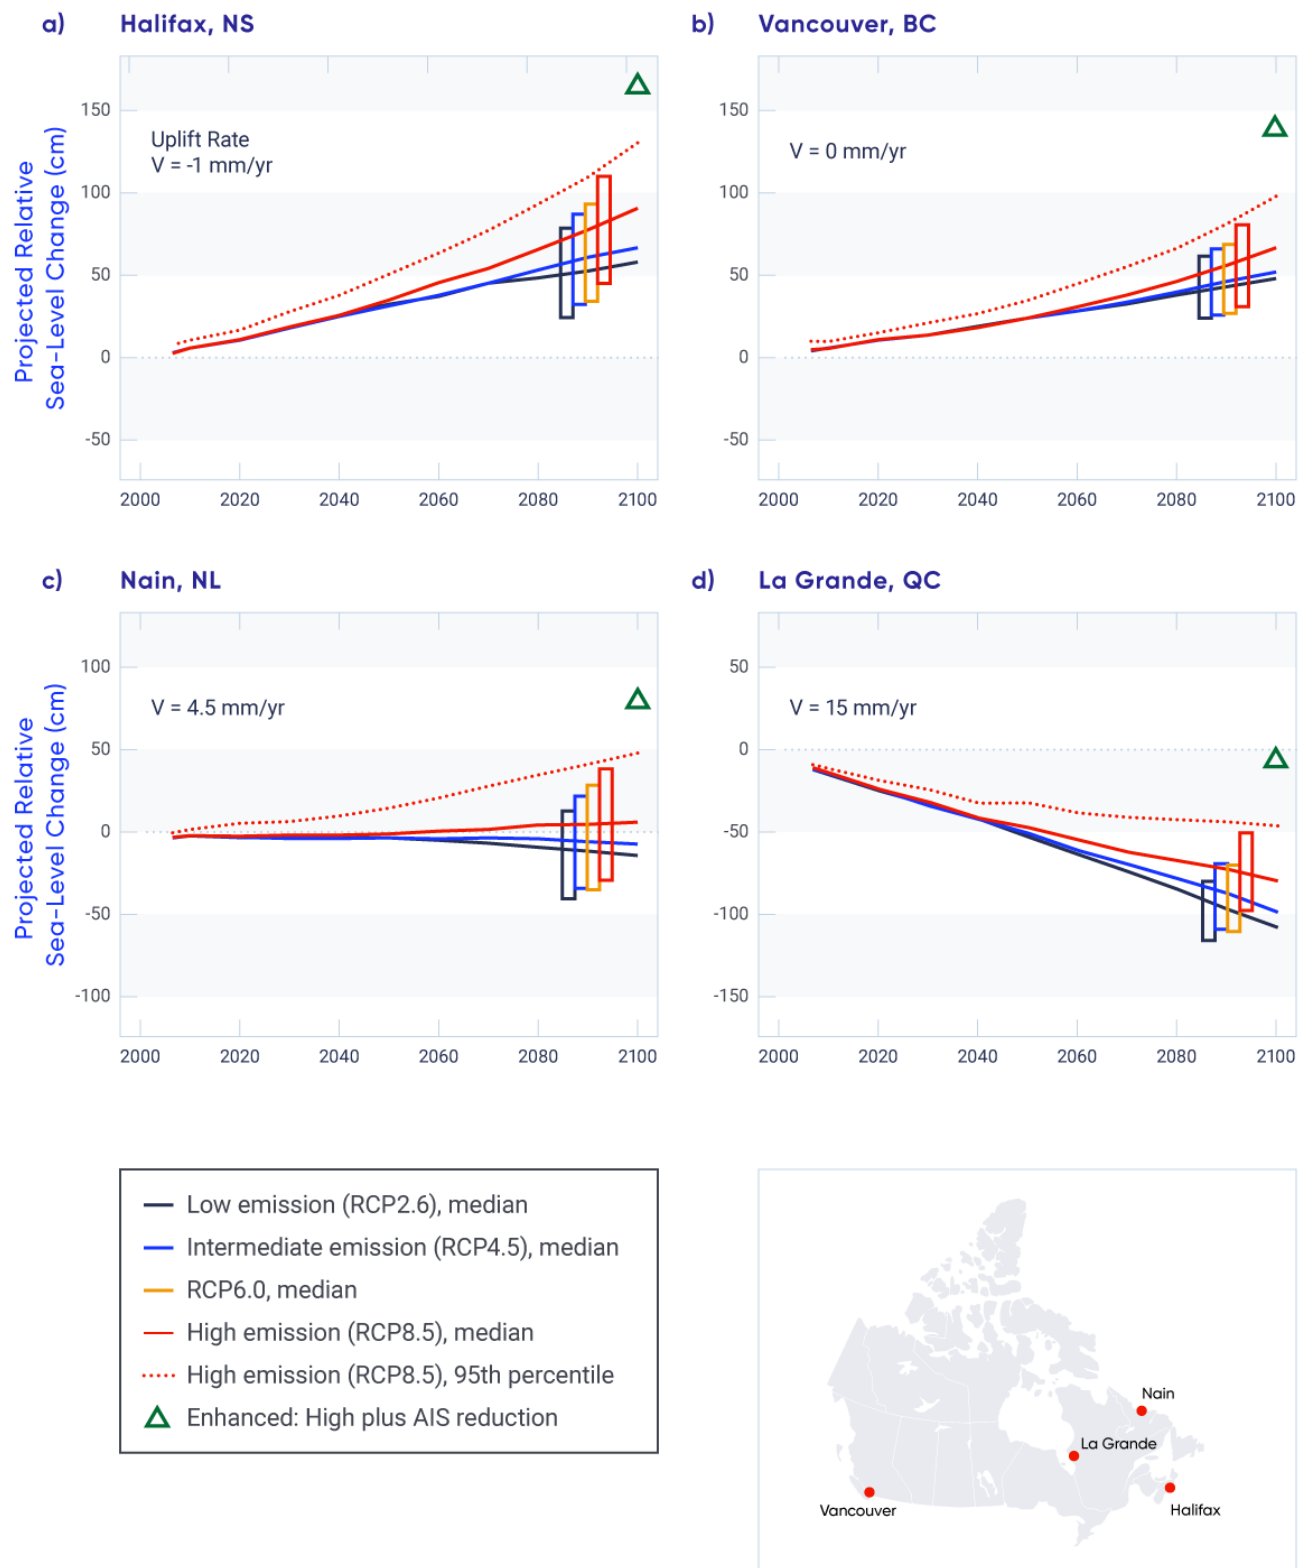 a) Halifax, NS
Projected Relative
Sea-Level Change (cm)
150
100
50
0
-50
Uplift Rate
V = -1 mm/yr
2000 2020 2040 2060 2080 2100
b) Vancouver, BC
150
100
50
0
-50
V = 0 mm/yr
2000 2020 2040 2060 2080 2100
c) Nain, NL
Projected Relative
Sea-Level Change (cm)
100
50
0
-50
-100
V = 4.5 mm/yr
2000 2020 2040 2060 2080 2100
d) La Grande, QC
50
0
-50
-100
-150
V = 15 mm/yr
2000 2020 2040 2060 2080 2100
Low emission (RCP2.6), median
Intermediate emission (RCP4.5), median
RCP6.0, median
High emission (RCP8.5), median
High emission (RCP8.5), 95th percentile
Enhanced: High plus AIS reduction
Nain
La Grande
Vancouver
Halifax